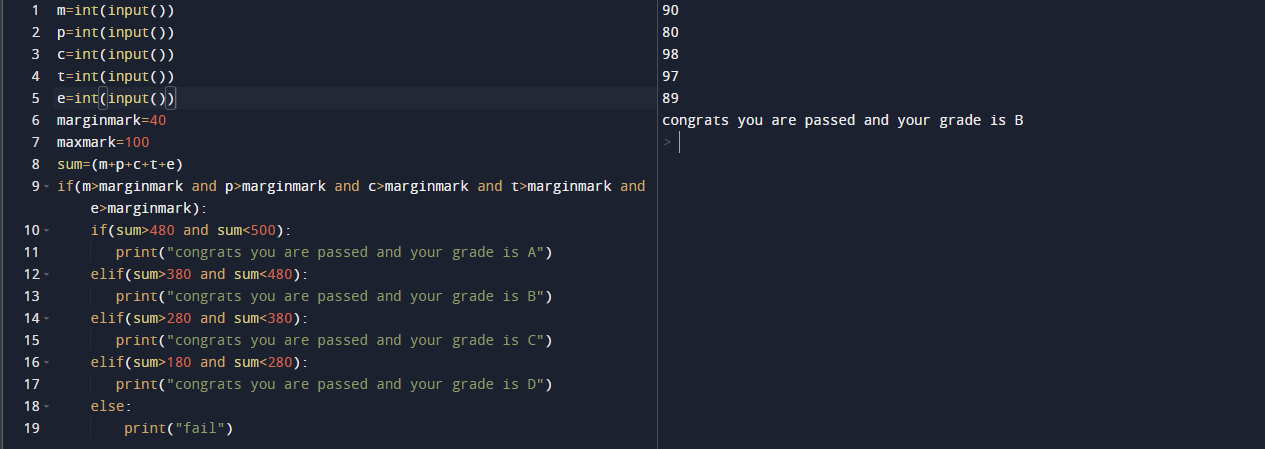 1 m=int(input())
2 p=int(input())
3 c=int(input())
4 t=int(input())
5 e=int(input())
6 marginmark=40
7 maxmark=100
8 sum=(m+p+c+t+e)
9 if(m>marginmark and p>marginmark and c>marginmark and t>marginmark and
e>marginmark):
10 if(sum>480 and sum<500):
11 print("congrats you are passed and your grade is A")
12 elif(sum>380 and sum<480):
13 print("congrats you are passed and your grade is B")
14 elif(sum>280 and sum<380):
15 print("congrats you are passed and your grade is C")
16 elif(sum>180 and sum<280):
17 print("congrats you are passed and your grade is D")
18 else:
19 print("fail")
90
80
98
97
89
congrats you are passed and your grade is B
>